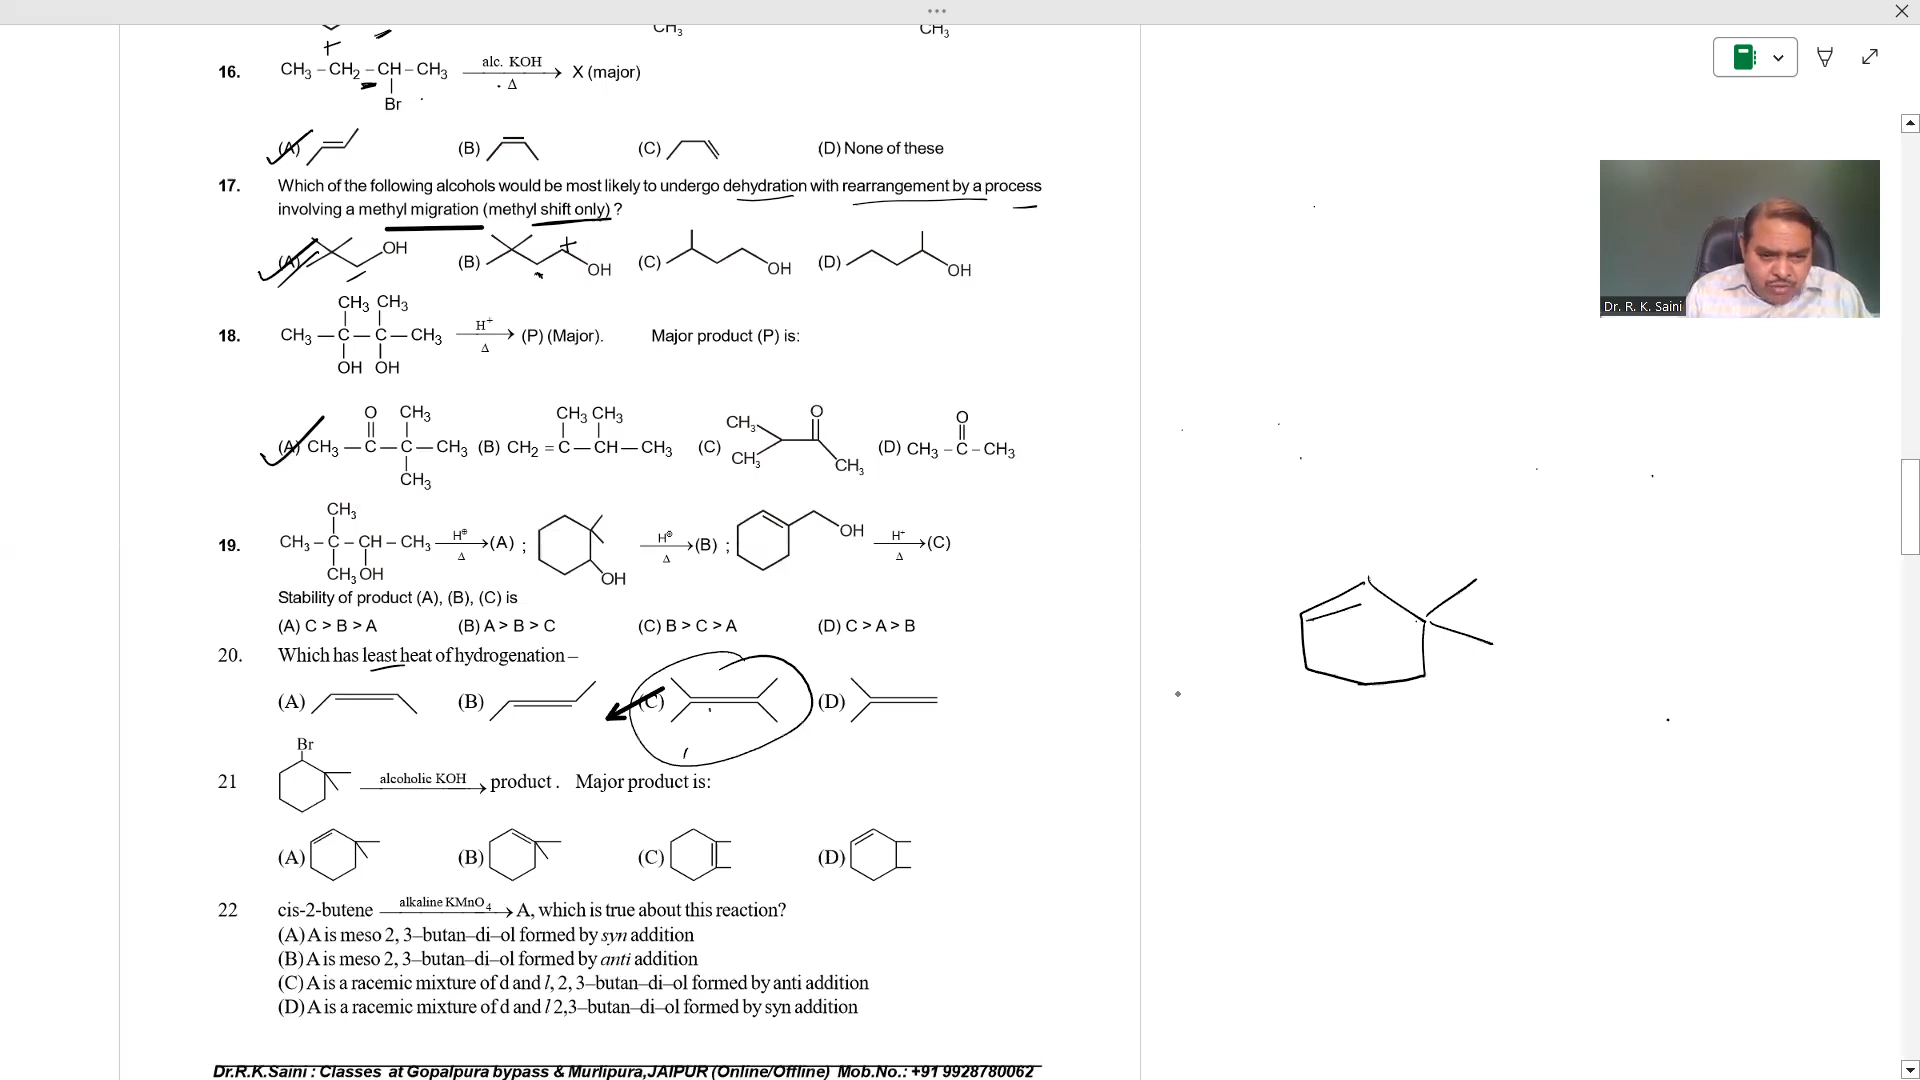 CH3 CH3
16. CH3 – CH2 – CH – CH3 alc. KOH Δ X (major)
Br
(A) (B) (C) (D) None of these
17. Which of the following alcohols would be most likely to undergo dehydration with rearrangement by a process
involving a methyl migration (methyl shift only) ?
(A) OH (B) OH (C) OH (D) OH
CH3 CH3
18. CH3 – C – C – CH3 H+ Δ (P) (Major). Major product (P) is:
OH OH
O CH3 CH3 CH3 CH3 O O
(A) CH3 – C – C – CH3 (B) CH2 = C – CH – CH3 (C) CH3 CH3 (D) CH3 – C – CH3
CH3 CH3
CH3
19. CH3 – C – CH – CH3 H⊕ Δ (A) ; OH H⊕ Δ (B) ; OH H+ Δ (C)
CH3 OH
Stability of product (A), (B), (C) is
(A) C > B > A (B) A > B > C (C) B > C > A (D) C > A > B
20. Which has least heat of hydrogenation –
(A) (B) (C) (D)
Br
21 alcoholic KOH product . Major product is:
(A) (B) (C) (D)
22 cis-2-butene alkaline KMnO4 A, which is true about this reaction?
(A) A is meso 2, 3–butan–di–ol formed by syn addition
(B) A is meso 2, 3–butan–di–ol formed by anti addition
(C) A is a racemic mixture of d and l, 2, 3–butan–di–ol formed by anti addition
(D) A is a racemic mixture of d and l 2,3–butan–di–ol formed by syn addition
Dr.R.K.Saini : Classes at Gopalpura bypass & Murlipura,JAIPUR (Online/Offline) Mob.No.: +91 9928780062
Dr. R. K. Saini